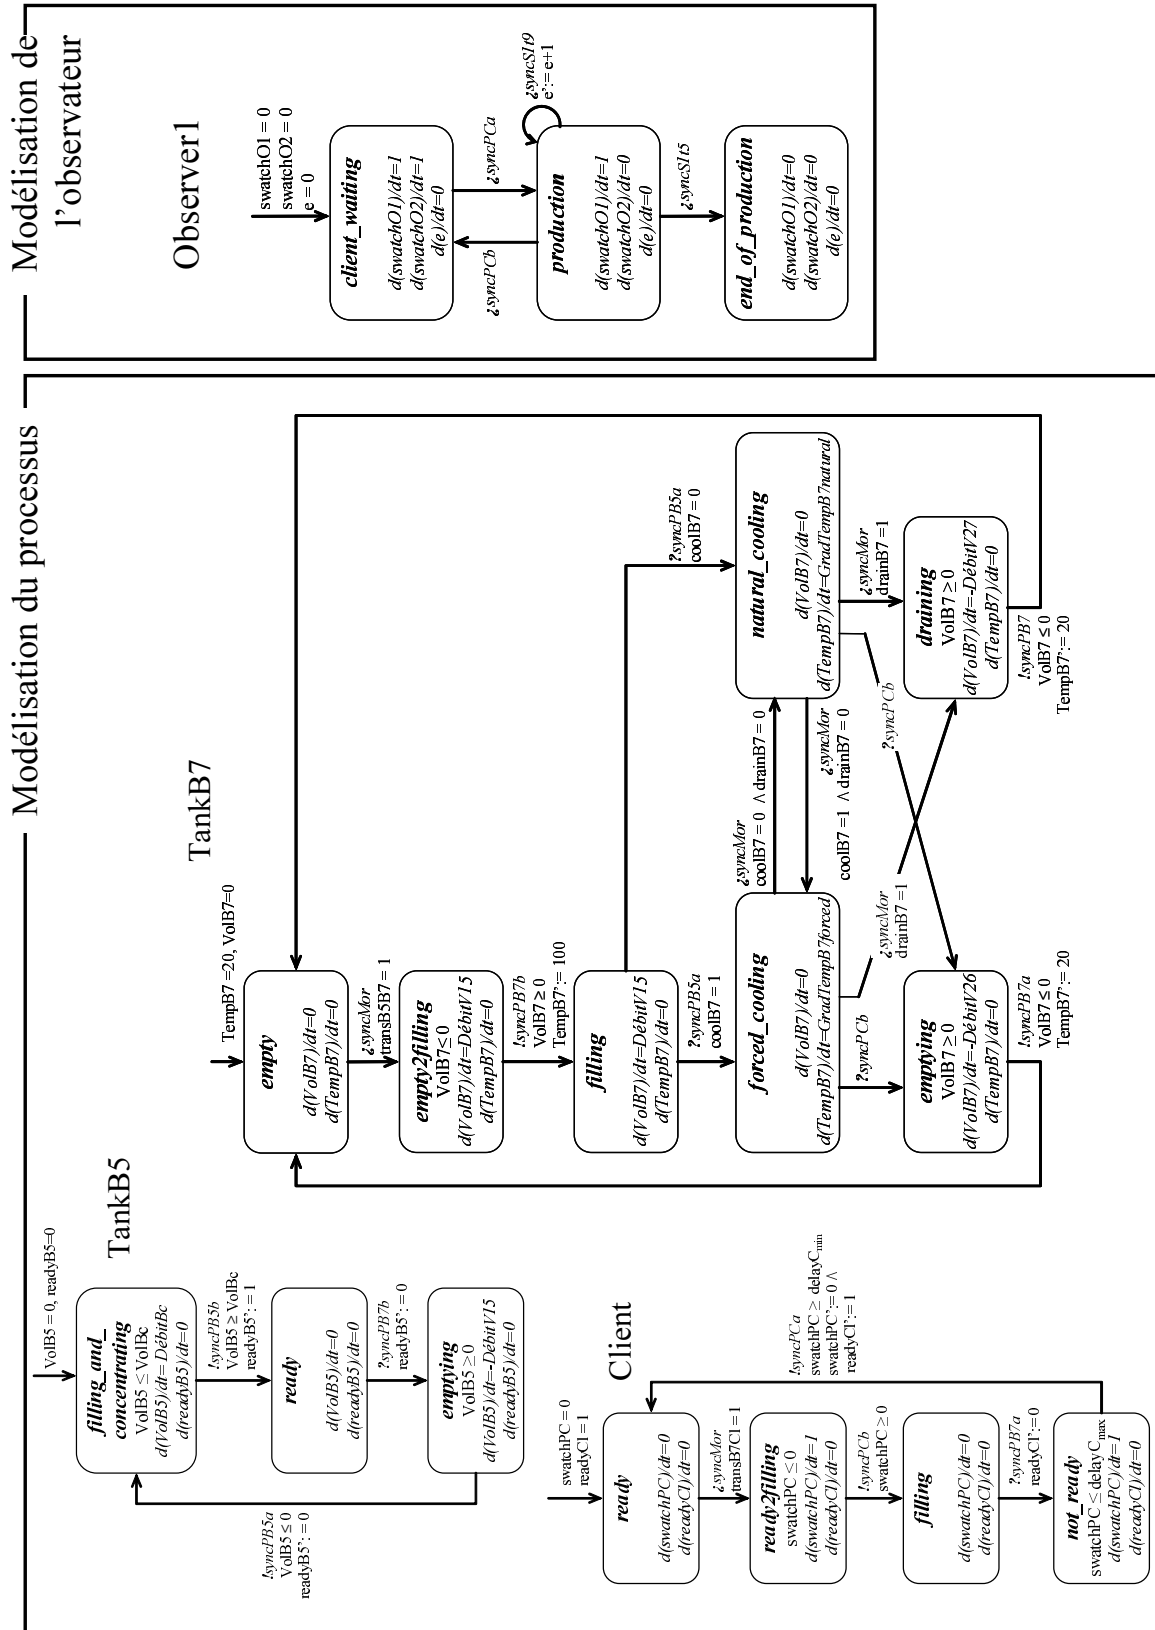 Modélisation du processus
TankB5
VolB5 = 0, readyB5=0
filling_and_
concentrating
VolB5 ≤ VolBc
d(VolB5)/dt=DébitBc
d(readyB5)/dt=0
!syncPB5b
VolB5 ≥ VolBc
readyB5':= 1
ready
d(VolB5)/dt=0
d(readyB5)/dt=0
?syncPB7b
readyB5':= 0
emptying
VolB5 ≥ 0
d(VolB5)/dt=-DébitV15
d(readyB5)/dt=0
!syncPB5a
VolB5 ≤ 0
readyB5':= 0
Client
swatchPC = 0
readyCl = 1
ready
d(swatchPC)/dt=0
d(readyCl)/dt=0
¿syncMor
transB7Cl = 1
ready2filling
swatchPC ≤ 0
d(swatchPC)/dt=1
d(readyCl)/dt=0
!syncPCb
swatchPC ≥ 0
filling
d(swatchPC)/dt=0
d(readyCl)/dt=0
?syncPB7a
readyCl':= 0
not_ready
swatchPC ≤ delayCmax
d(swatchPC)/dt=1
d(readyCl)/dt=0
!syncPCa
swatchPC ≥ delayCmin
swatchPC':= 0 ∧
readyCl':= 1
TankB7
TempB7 =20, VolB7=0
empty
d(VolB7)/dt=0
d(TempB7)/dt=0
¿syncMor
transB5B7 = 1
empty2filling
VolB7≤ 0
d(VolB7)/dt=DébitV15
d(TempB7)/dt=0
!syncPB7b
VolB7 ≥ 0
TempB7':= 100
filling
d(VolB7)/dt=DébitV15
d(TempB7)/dt=0
?syncPB5a
coolB7 = 1
?syncPB5a
coolB7 = 0
forced_cooling
d(VolB7)/dt=0
d(TempB7)/dt=GradTempB7forced
¿syncMor
coolB7 = 0 ∧ drainB7 = 0
¿syncMor
coolB7 =1 ∧ drainB7 = 0
natural_cooling
d(VolB7)/dt=0
d(TempB7)/dt=GradTempB7natural
?syncPCb
¿syncMor
drainB7 =1
?syncPCb
¿syncMor
drainB7 =1
emptying
VolB7 ≥ 0
d(VolB7)/dt=-DébitV26
d(TempB7)/dt=0
!syncPB7a
VolB7 ≤ 0
TempB7':= 20
draining
VolB7 ≥ 0
d(VolB7)/dt=-DébitV27
d(TempB7)/dt=0
!syncPB7
VolB7 ≤ 0
TempB7':= 20
Modélisation de
l'observateur
Observer1
swatchO1 = 0
swatchO2 = 0
e = 0
client_waiting
d(swatchO1)/dt=1
d(swatchO2)/dt=1
d(e)/dt=0
¿syncPCb
¿syncPCa
production
d(swatchO1)/dt=1
d(swatchO2)/dt=0
d(e)/dt=0
¿syncS1t9
e':= e+1
¿syncS1t5
end_of_production
d(swatchO1)/dt=0
d(swatchO2)/dt=0
d(e)/dt=0